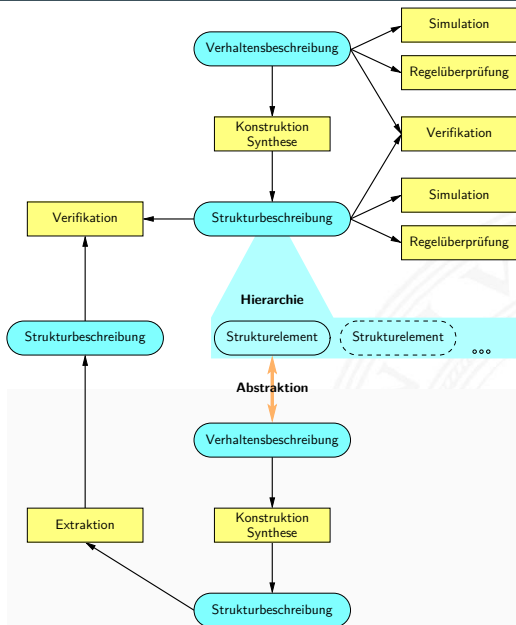 Simulation
Verhaltensbeschreibung
Regelüberprüfung
Konstruktion
Synthese
Verifikation
Simulation
Verifikation
Strukturbeschreibung
Regelüberprüfung
Hierarchie
Strukturbeschreibung
Strukturelement
Strukturelement
Abstraktion
Verhaltensbeschreibung
Extraktion
Konstruktion
Synthese
Strukturbeschreibung